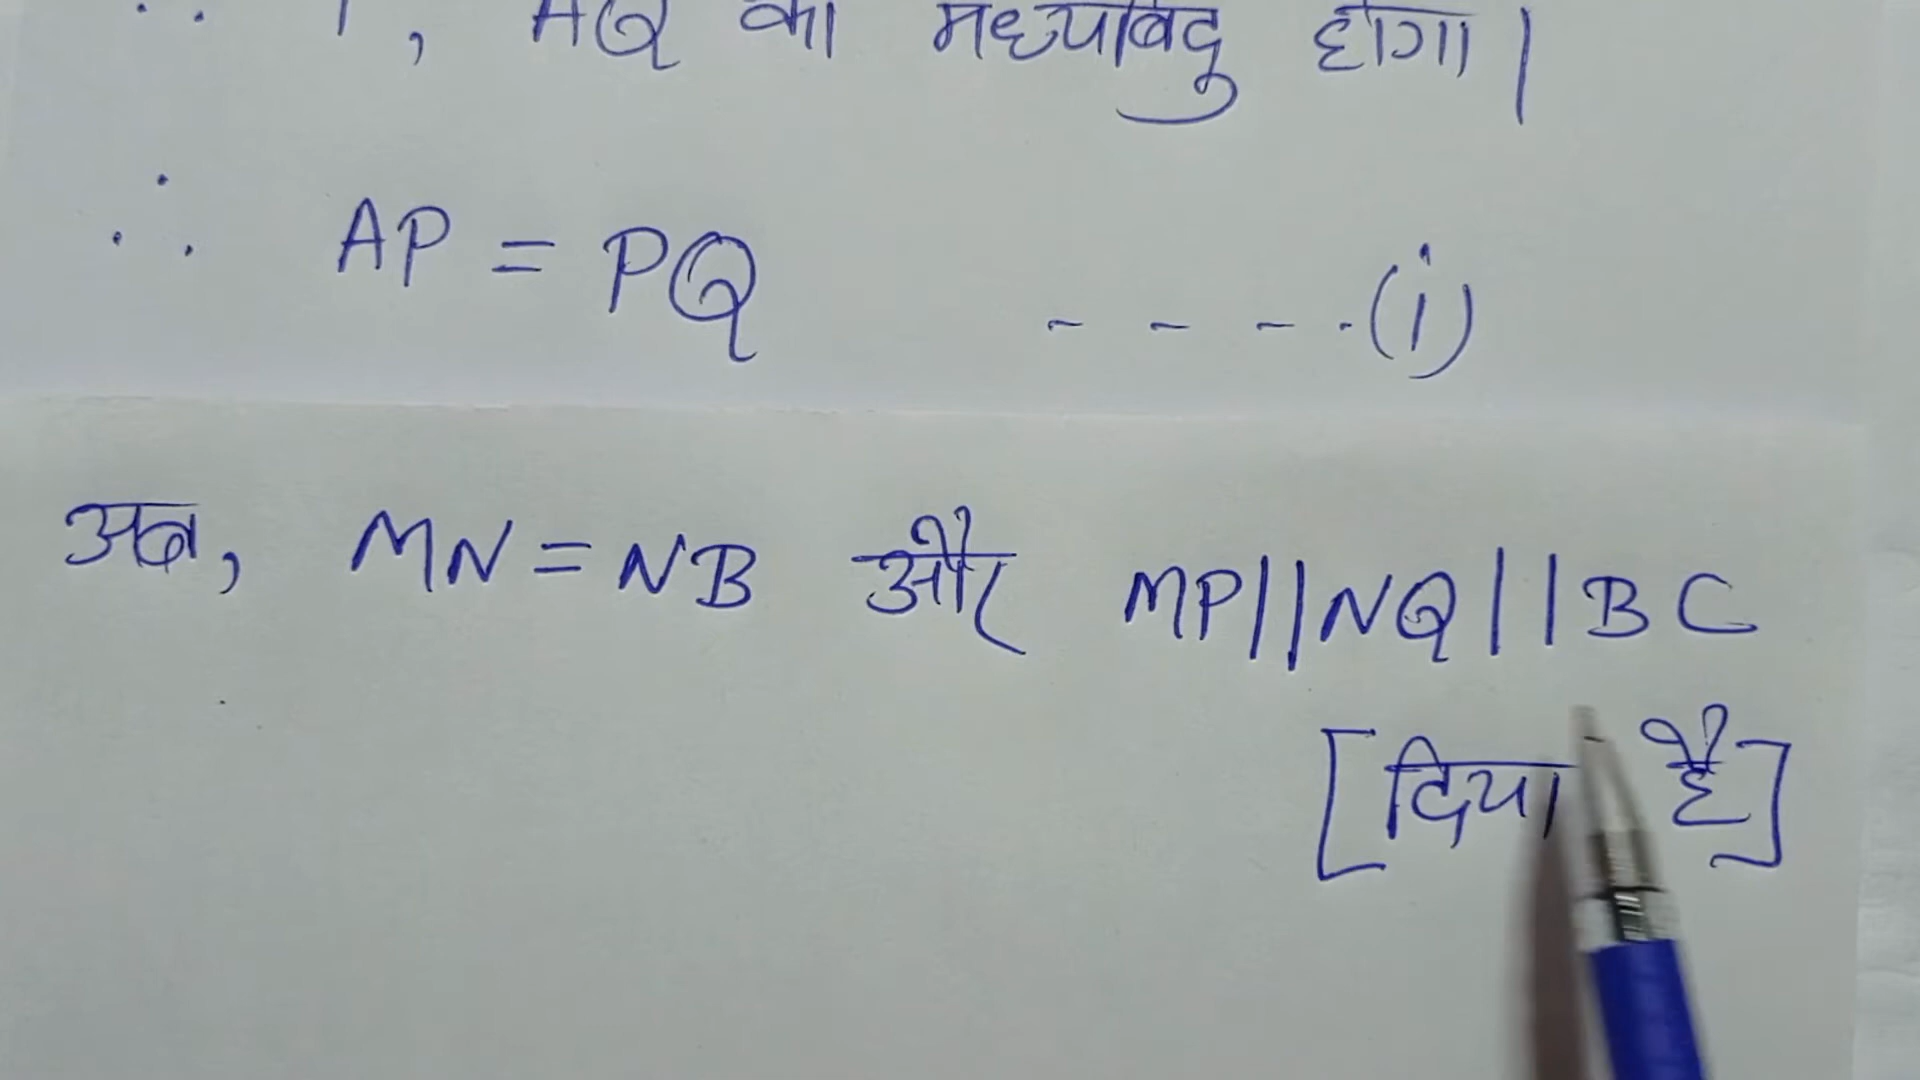 ∴ P, AQ का मध्यबिंदु होगा।
∴ AP = PQ - - - -(i)
अब, MN = NB और MP||NQ||BC
[दिया है]